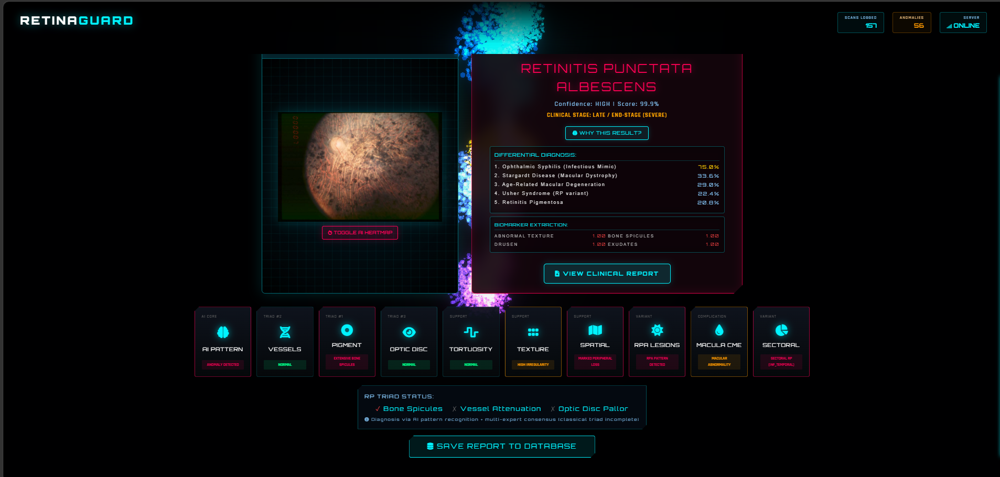 RETINAGUARD
SCANS LOGGED
157
ANOMALIES
56
SERVER
ONLINE
RETINITIS PUNCTATA
ALBESCENS
Confidence: HIGH | Score: 99.9%
CLINICAL STAGE: LATE / END-STAGE (SEVERE)
WHY THIS RESULT?
DIFFERENTIAL DIAGNOSIS:
1. Ophthalmic Syphilis (Infectious Mimic) 75.0%
2. Stargardt Disease (Macular Dystrophy) 33.6%
3. Age-Related Macular Degeneration 29.0%
4. Usher Syndrome (RP variant) 22.4%
5. Retinitis Pigmentosa 20.8%
BIOMARKER EXTRACTION:
ABNORMAL TEXTURE 1.00 BONE SPICULES 1.00
DRUSEN 1.00 EXUDATES 1.00
VIEW CLINICAL REPORT
TOGGLE AI HEATMAP
AI CORE
AI PATTERN
ANOMALY DETECTED
TRIAD #2
VESSELS
NORMAL
TRIAD #1
PIGMENT
EXTENSIVE BONE
SPICULES
TRIAD #3
OPTIC DISC
NORMAL
SUPPORT
TORTUOSITY
NORMAL
SUPPORT
TEXTURE
HIGH IRREGULARITY
SUPPORT
SPATIAL
MARKED PERIPHERAL
LOSS
VARIANT
RPA LESIONS
RPA PATTERN
DETECTED
COMPLICATION
MACULA CME
MACULAR
ABNORMALITY
VARIANT
SECTORAL
SECTORAL RP
(INF_TEMPORAL)
RP TRIAD STATUS:
✓ Bone Spicules ✗ Vessel Attenuation ✗ Optic Disc Pallor
Diagnosis via AI pattern recognition + multi-expert consensus (classical triad incomplete)
SAVE REPORT TO DATABASE